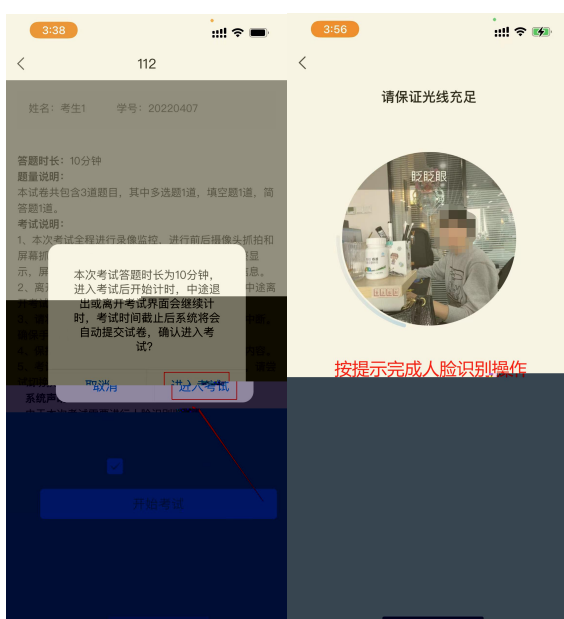 3:38
112
姓名：考生1 学号：20220407
答题时长：10分钟
题量说明：
本试卷共包含3道题目，其中多选题1道，填空题1道，简
答题1道。
考试说明：
1、本次考试全程进行录像监控，进行前后摄像头抓拍和
屏幕抓
示，屏
息。
2、离
中途离
本次考试答题时长为10分钟，
进入考试后开始计时，中途退
出或离开考试界面会继续计
时，考试时间截止后系统将会
自动提交试卷，确认进入考
试？
取消 进入考试
系统声
开始考试
3:56
请保证光线充足
眨眨眼
按提示完成人脸识别操作